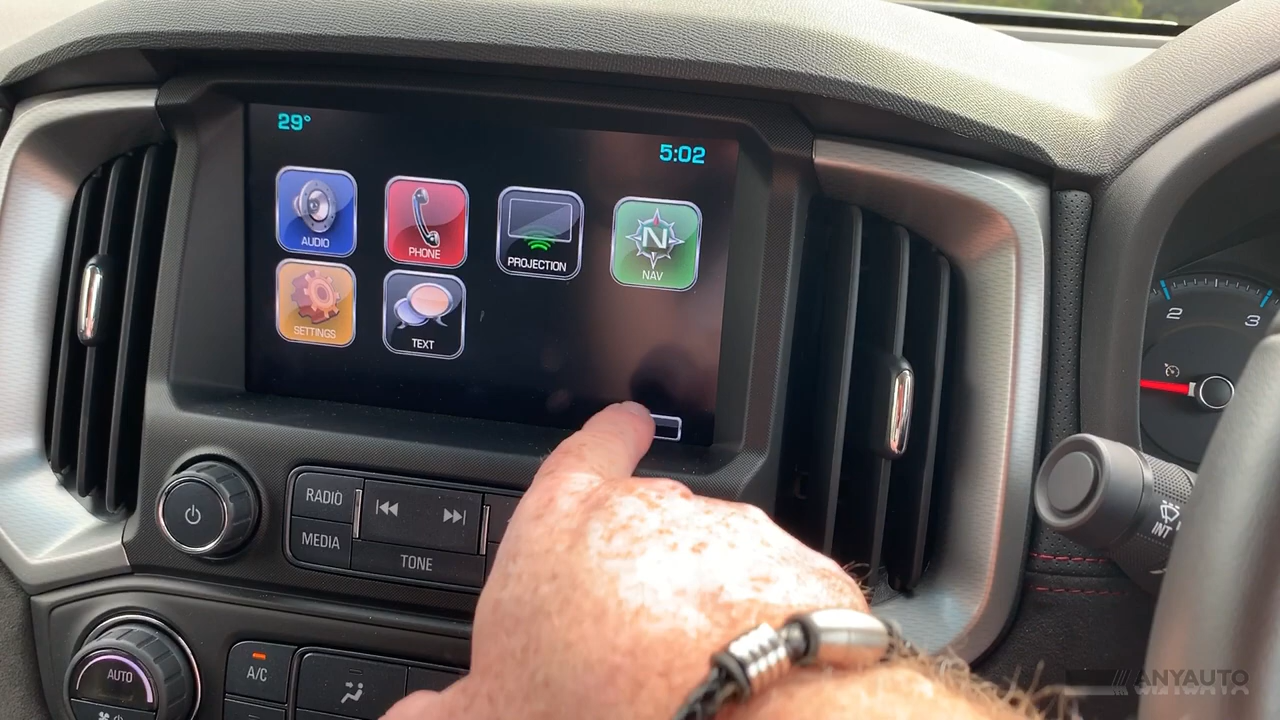 29°
5:02
AUDIO
PHONE
PROJECTION
N
NAV
SETTINGS
TEXT
2
3
RADIO
MEDIA
TONE
INT
AUTO
A/C
ANYAUTO